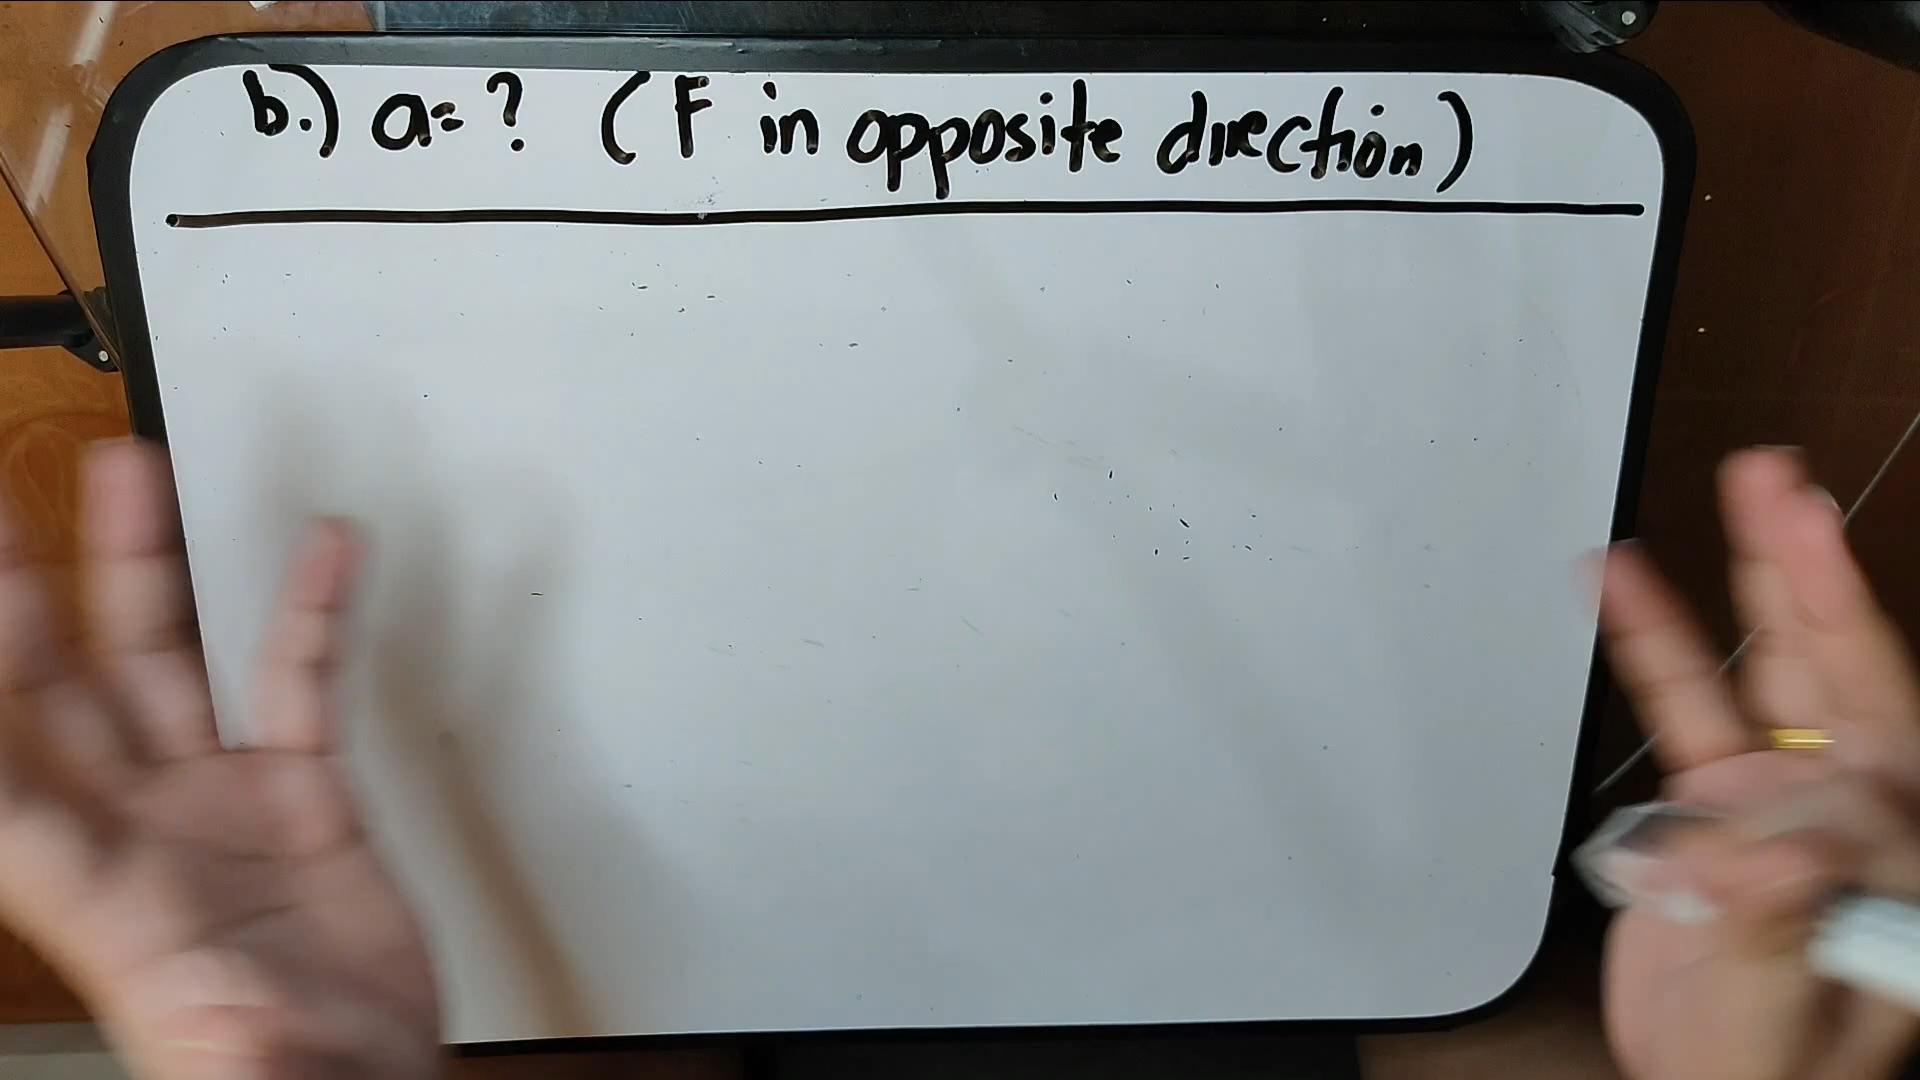 b.) a=? (F in opposite direction)